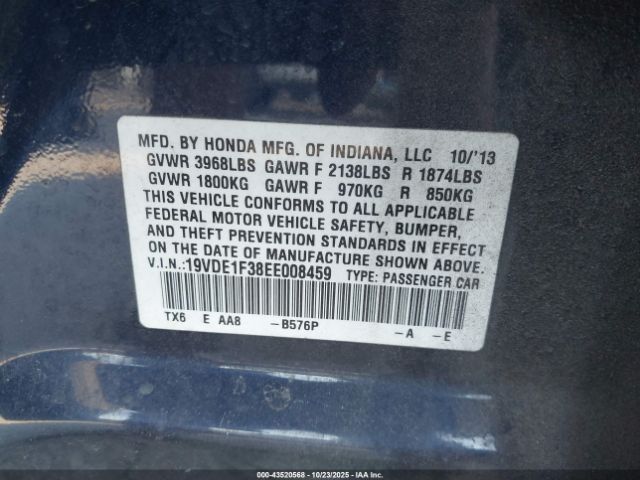 MFD. BY HONDA MFG. OF INDIANA, LLC 10/'13
GVWR 3968LBS GAWR F 2138LBS R 1874LBS
GVWR 1800KG GAWR F 970KG R 850KG
THIS VEHICLE CONFORMS TO ALL APPLICABLE
FEDERAL MOTOR VEHICLE SAFETY, BUMPER,
AND THEFT PREVENTION STANDARDS IN EFFECT
ON THE DATE OF MANUFACTURE SHOWN ABOVE.
V.I.N.:19VDE1F38EE008459 TYPE: PASSENGER CAR
TX6 E AA8 -B576P -A -E
000-43520568 - 10/23/2025 - IAA Inc.